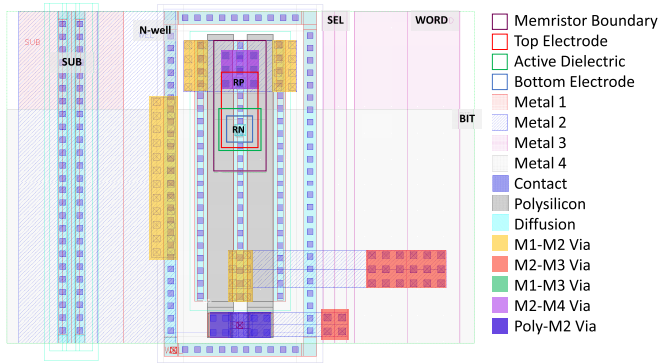 N-well
SEL
WORD
SUB
SUB
RP
RN
BIT
Memristor Boundary
Top Electrode
Active Dielectric
Bottom Electrode
Metal 1
Metal 2
Metal 3
Metal 4
Contact
Polysilicon
Diffusion
M1-M2 Via
M2-M3 Via
M1-M3 Via
M2-M4 Via
Poly-M2 Via